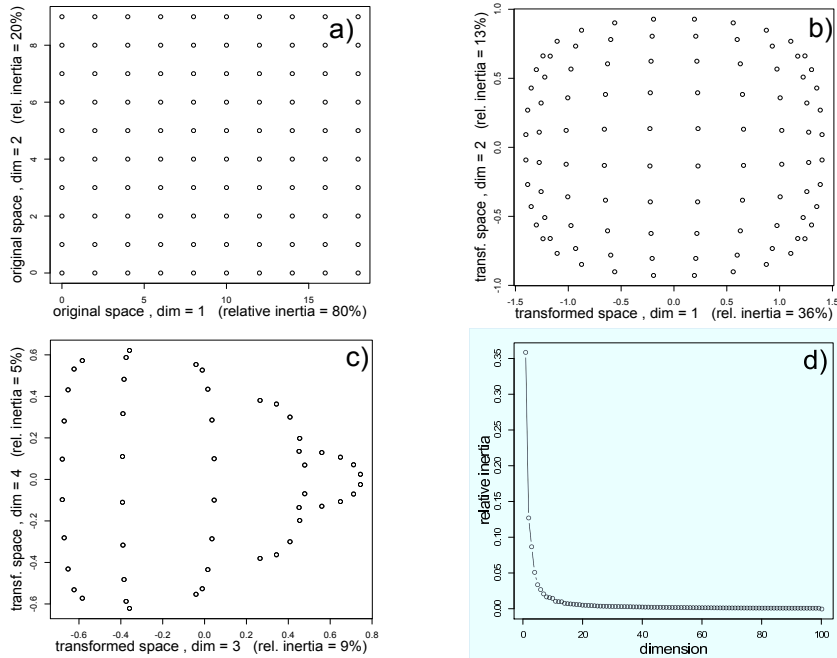 a)
original space , dim = 2 (rel. inertia = 20%)
0 2 4 6 8
0 5 10 15
original space , dim = 1 (relative inertia = 80%)
b)
transf. space , dim = 2 (rel. inertia = 13%)
-1.0 -0.5 0.0 0.5 1.0
-1.5 -1.0 -0.5 0.0 0.5 1.0 1.5
transformed space , dim = 1 (rel. inertia = 36%)
c)
transf. space , dim = 4 (rel. inertia = 5%)
-0.6 -0.4 -0.2 0.0 0.2 0.4 0.6
-0.6 -0.4 -0.2 0.0 0.2 0.4 0.6 0.8
transformed space , dim = 3 (rel. inertia = 9%)
d)
relative inertia
0.00 0.05 0.10 0.15 0.20 0.25 0.30 0.35
0 20 40 60 80 100
dimension